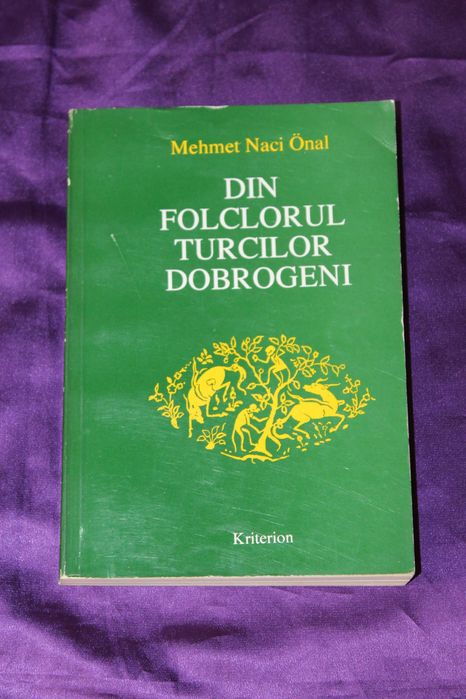 Mehmet Naci Önal
DIN
FOLCLORUL
TURCILOR
DOBROGENI
Kriterion